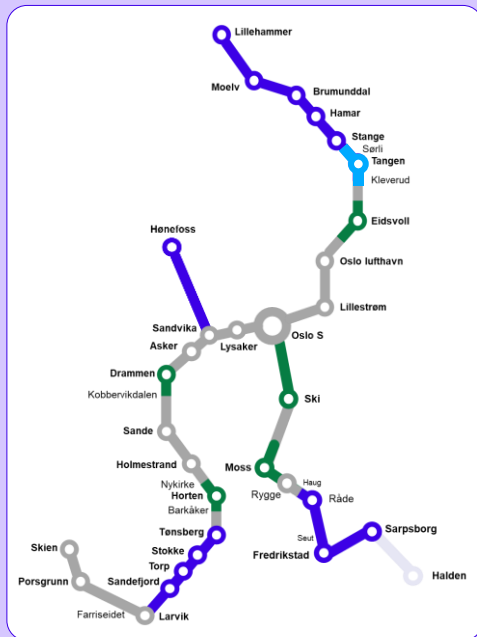 Lillehammer
Moelv
Brumunddal
Hamar
Stange
Sørli
Tangen
Kleverud
Eidsvoll
Hønefoss
Oslo lufthavn
Lillestrøm
Sandvika
Oslo S
Lysaker
Asker
Drammen
Kobbervikdalen
Ski
Sande
Holmestrand
Moss
Nykirke
Haug
Horten
Rygge
Råde
Barkåker
Tønsberg
Sarpsborg
Seut
Skien
Stokke
Fredrikstad
Torp
Halden
Porsgrunn
Sandefjord
Farriseidet
Larvik